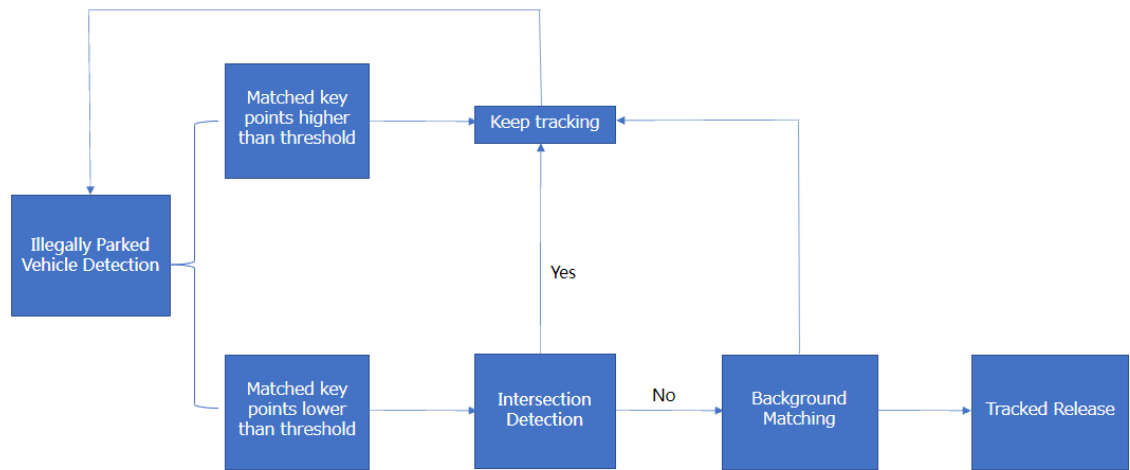 Matched key
points higher
than threshold
Keep tracking
Illegally Parked
Vehicle Detection
Yes
Matched key
points lower
than threshold
Intersection
Detection
No
Background
Matching
Tracked Release